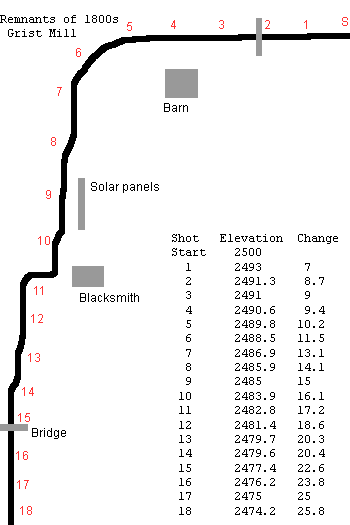 Remnants of 1800s
Grist Mill
S
1
2
3
4
5
6
7
8
9
10
11
12
13
14
15
16
17
18
Barn
Solar panels
Blacksmith
Bridge
Shot Elevation Change
Start 2500
1 2493 7
2 2491.3 8.7
3 2491 9
4 2490.6 9.4
5 2489.8 10.2
6 2488.5 11.5
7 2486.9 13.1
8 2485.9 14.1
9 2485 15
10 2483.9 16.1
11 2482.8 17.2
12 2481.4 18.6
13 2479.7 20.3
14 2479.6 20.4
15 2477.4 22.6
16 2476.2 23.8
17 2475 25
18 2474.2 25.8